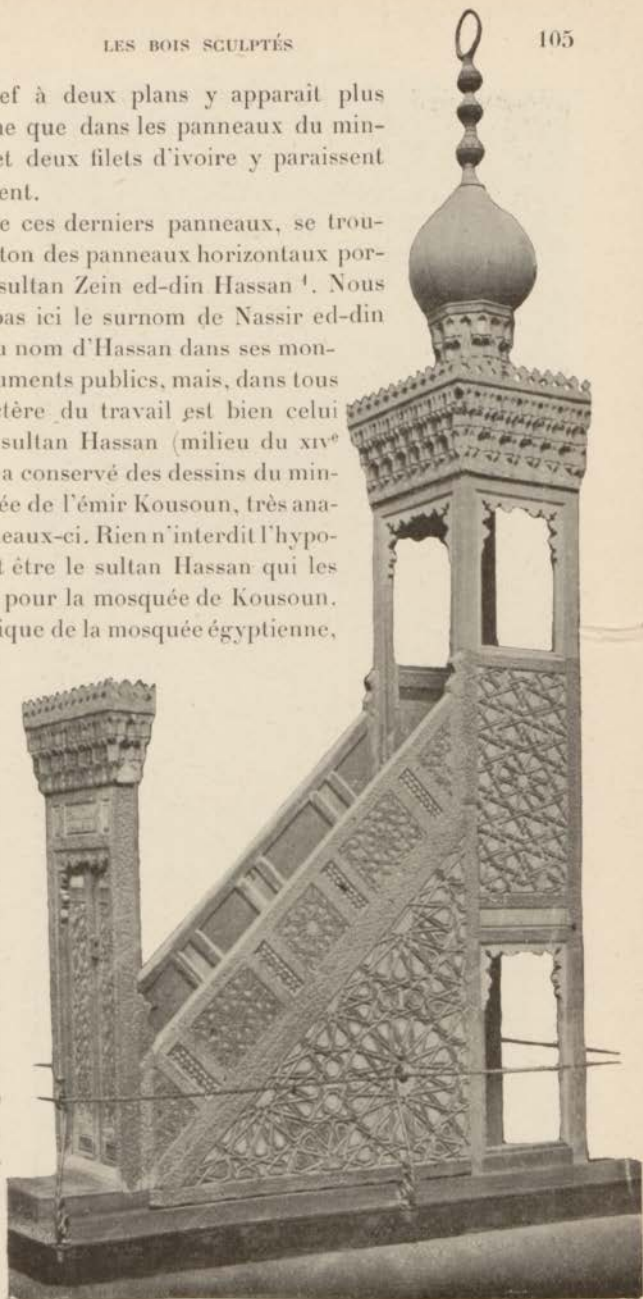 LES BOIS SCULPTÉS
105
ef à deux plans y apparait plus
ne que dans les panneaux du min-
et deux filets d'ivoire y paraissent
ent.
e ces derniers panneaux, se trou-
ton des panneaux horizontaux por-
sultan Zein ed-din Hassan ¹. Nous
pas ici le surnom de Nassir ed-din
u nom d'Hassan dans ses mon-
uments publics, mais, dans tous
ctère du travail est bien celui
sultan Hassan (milieu du XIVᵉ
a conservé des dessins du min-
ée de l'émir Kousoun, très ana-
eaux-ci. Rien n'interdit l'hypo-
t être le sultan Hassan qui les
pour la mosquée de Kousoun.
ique de la mosquée égyptienne,